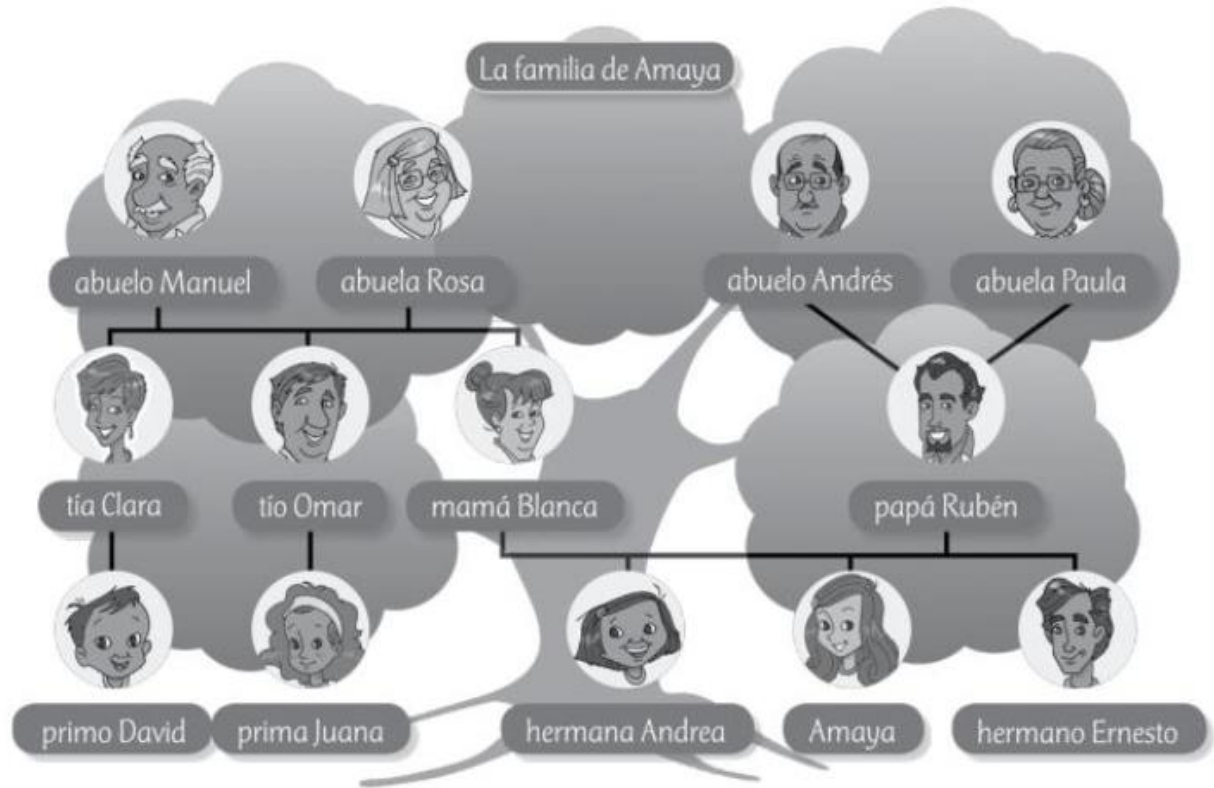 La familia de Amaya
abuelo Manuel
abuela Rosa
abuelo Andrés
abuela Paula
tía Clara
tío Omar
mamá Blanca
papá Rubén
primo David
prima Juana
hermana Andrea
Amaya
hermano Ernesto